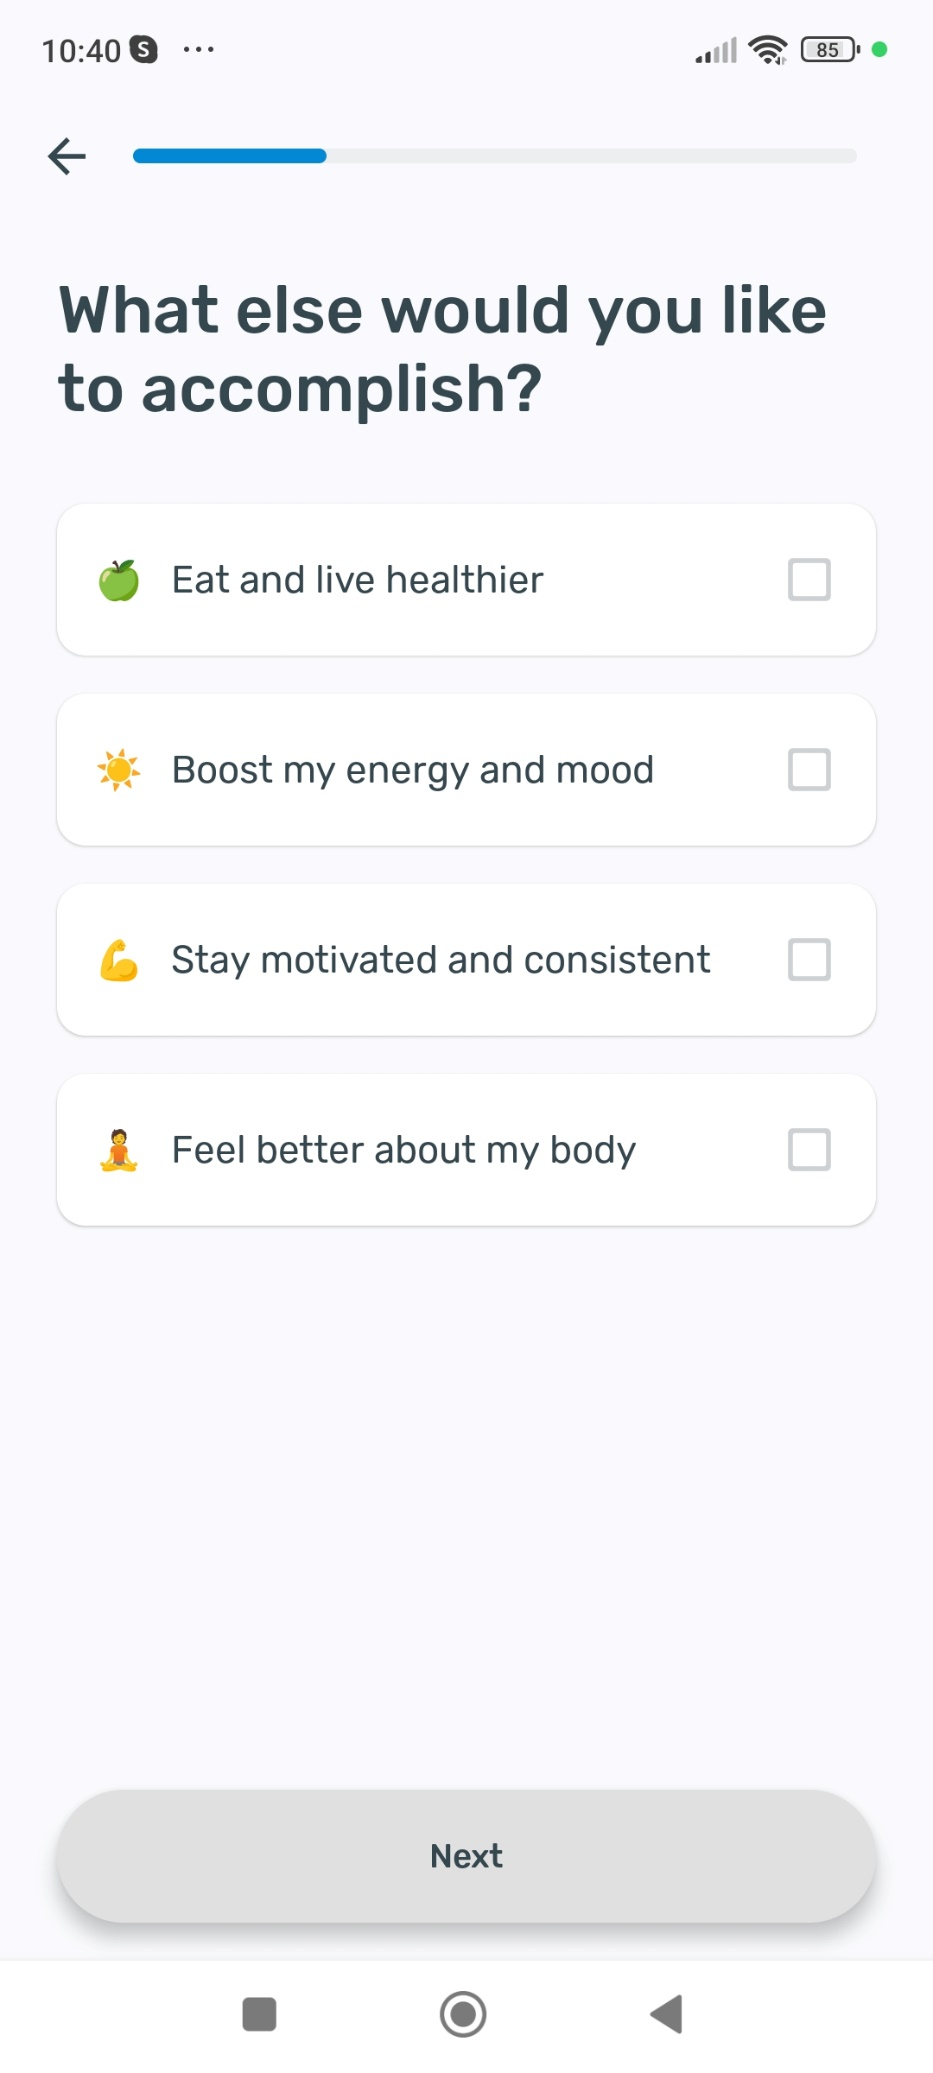 10:40 S ...
85
What else would you like
to accomplish?
Eat and live healthier
Boost my energy and mood
Stay motivated and consistent
Feel better about my body
Next